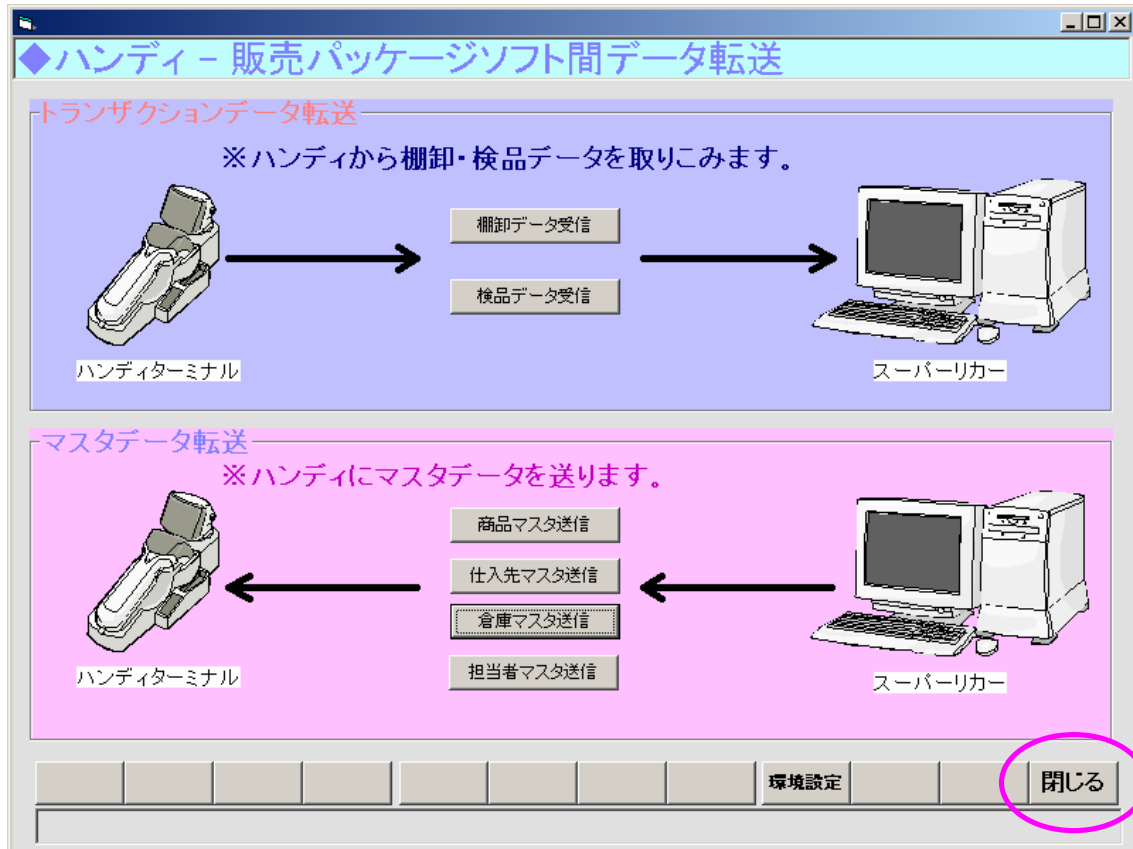 ◆ハンディ - 販売パッケージソフト間データ転送
トランザクションデータ転送
※ハンディから棚卸・検品データを取りこみます。
棚卸データ受信
検品データ受信
ハンディターミナル
スーパーリカー
マスタデータ転送
※ハンディにマスタデータを送ります。
商品マスタ送信
仕入先マスタ送信
倉庫マスタ送信
担当者マスタ送信
ハンディターミナル
スーパーリカー
環境設定
閉じる